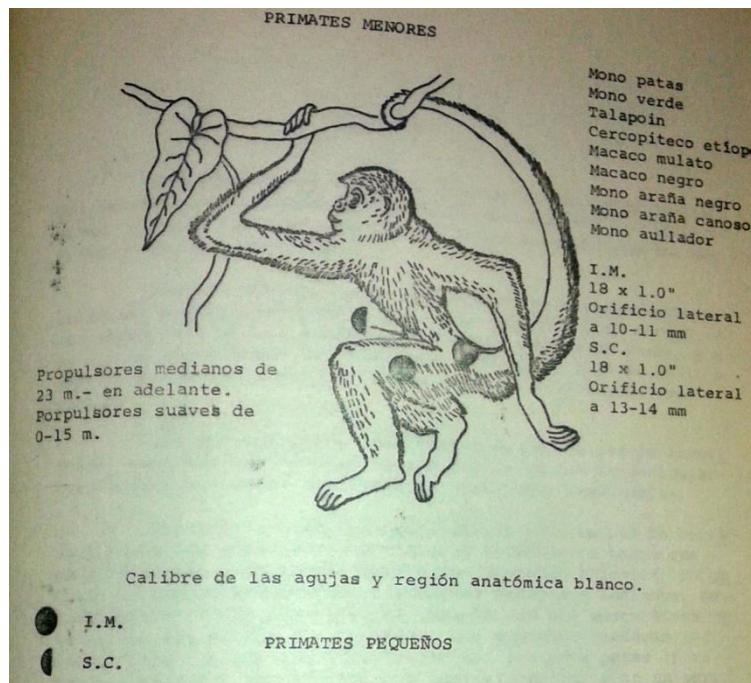 PRIMATES MENORES
Mono patas
Mono verde
Talapoin
Cercopiteco etiop
Macaco mulato
Macaco negro
Mono araña negro
Mono araña canoso
Mono aullador
I.M.
18 x 1.0"
Orificio lateral
a 10-11 mm
S.C.
18 x 1.0"
Orificio lateral
a 13-14 mm
Propulsores medianos de
23 m.- en adelante.
Porpulsores suaves de
0-15 m.
Calibre de las agujas y región anatómica blanco.
I.M.
S.C.
PRIMATES PEQUEÑOS